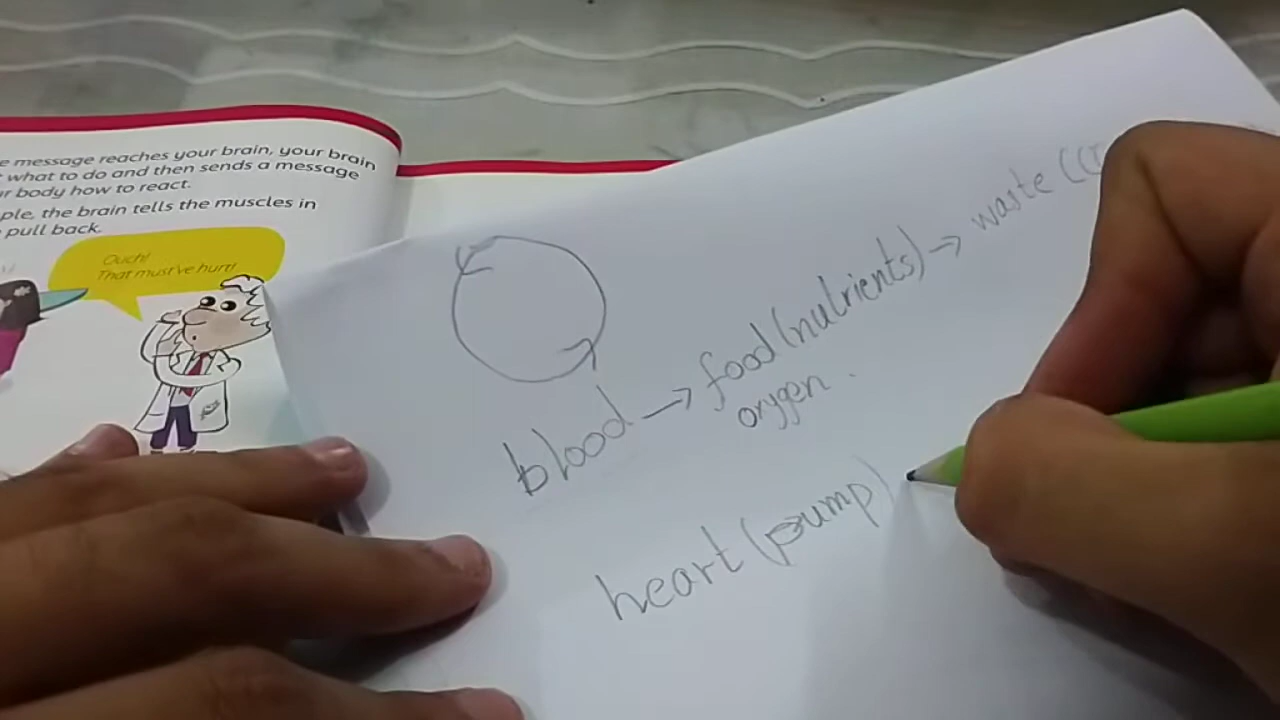 e message reaches your brain, your brain
what to do and then sends a message
ur body how to react.
ple, the brain tells the muscles in
pull back.
Ouch!
That must've hurt!
blood → food (nutrients) → waste (
oxygen.
heart (pump)